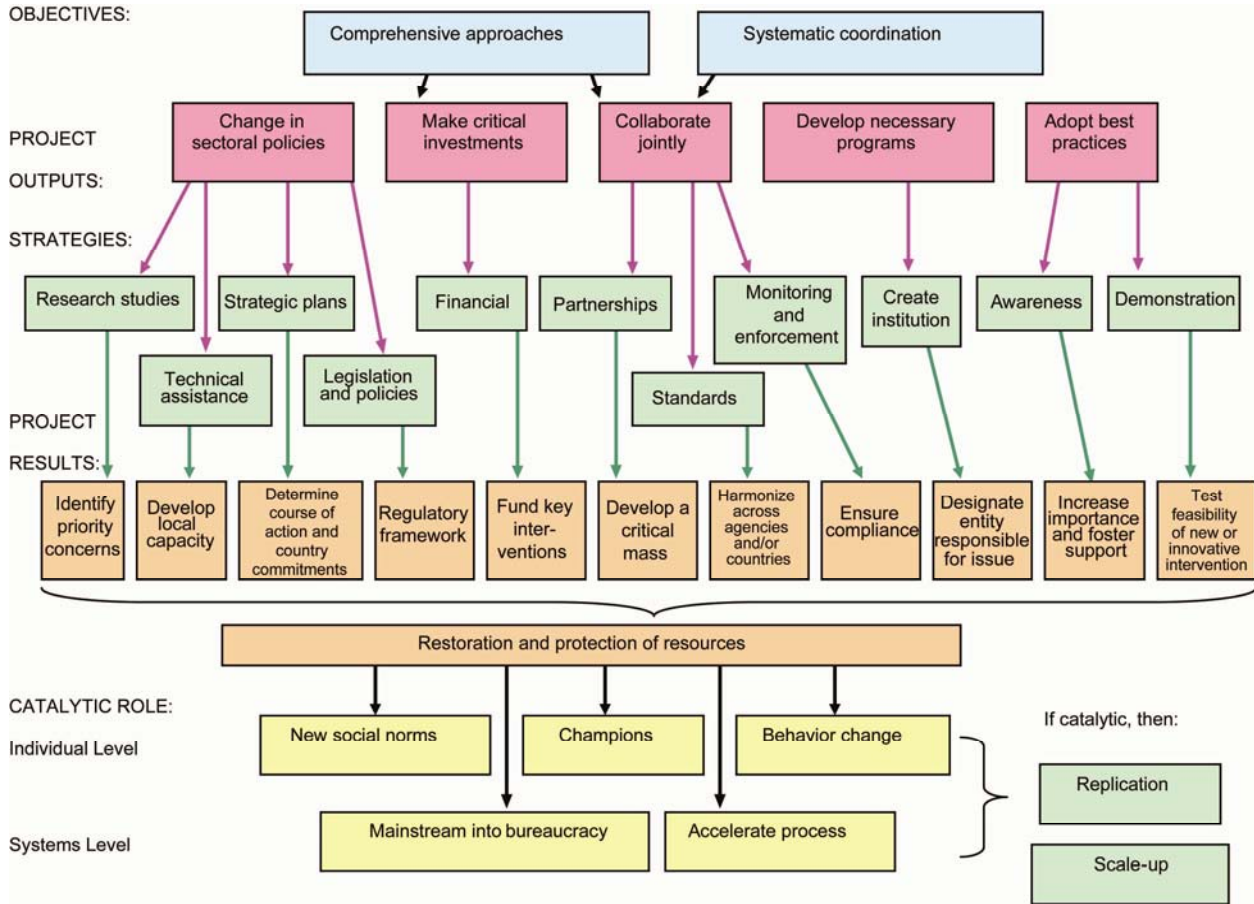 OBJECTIVES:
Comprehensive approaches
Systematic coordination
PROJECT
OUTPUTS:
Change in
sectoral policies
Make critical
investments
Collaborate
jointly
Develop necessary
programs
Adopt best
practices
STRATEGIES:
Research studies
Strategic plans
Financial
Partnerships
Monitoring
and
enforcement
Create
institution
Awareness
Demonstration
Technical
assistance
Legislation
and policies
Standards
PROJECT
RESULTS:
Identify
priority
concerns
Develop
local
capacity
Determine
course of
action and
country
commitments
Regulatory
framework
Fund key
inter-
ventions
Develop a
critical
mass
Harmonize
across
agencies
and/or
countries
Ensure
compliance
Designate
entity
responsible
for issue
Increase
importance
and foster
support
Test
feasibility
of new or
innovative
intervention
Restoration and protection of resources
CATALYTIC ROLE:
Individual Level
New social norms
Champions
Behavior change
If catalytic, then:
Replication
Systems Level
Mainstream into bureaucracy
Accelerate process
Scale-up